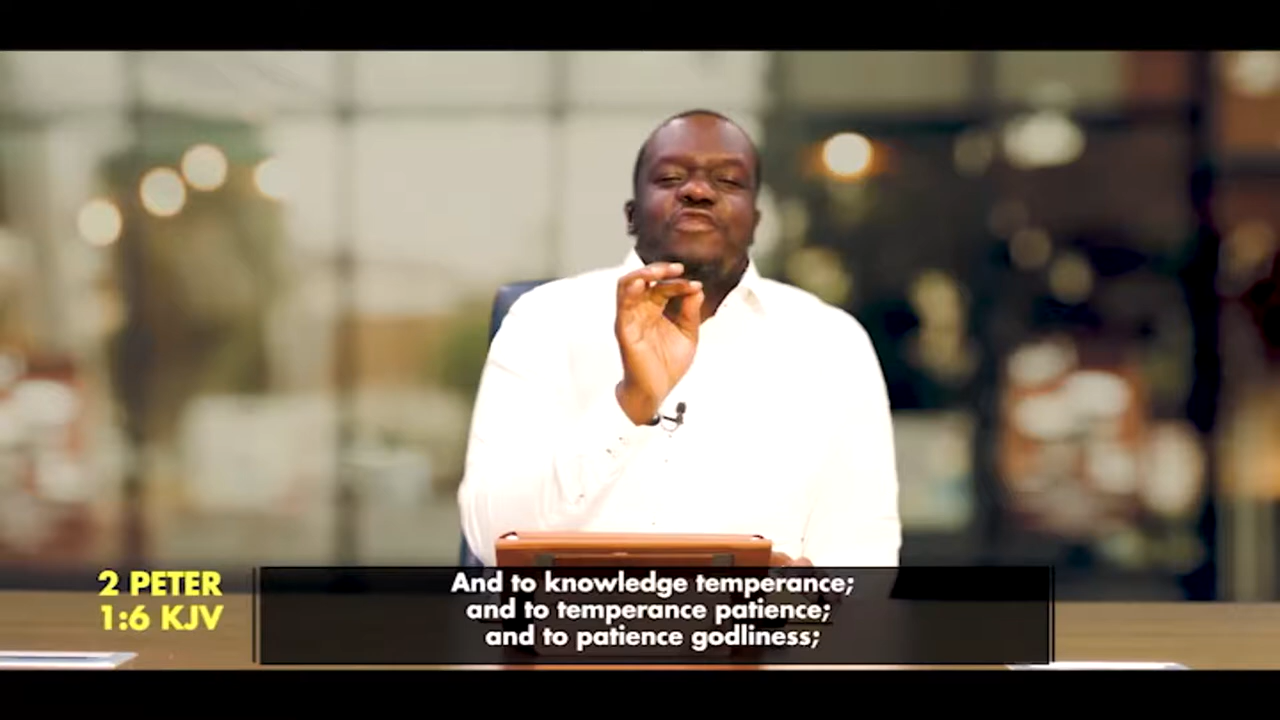 2 PETER
1:6 KJV
And to knowledge temperance;
and to temperance patience;
and to patience godliness;